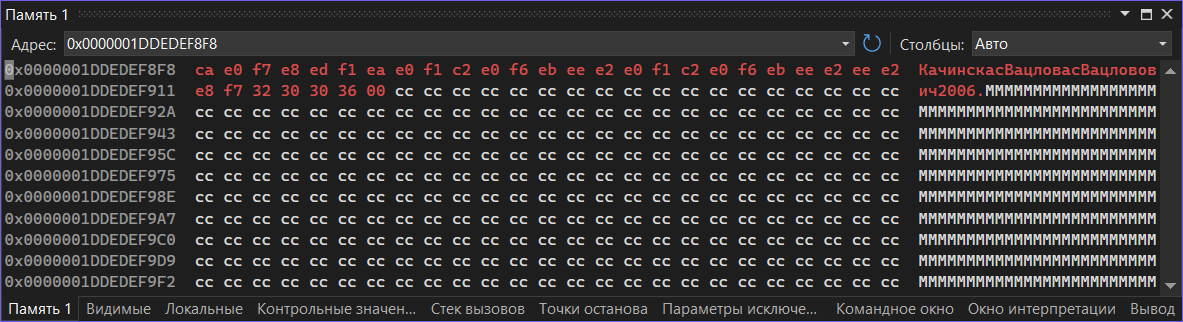 Память 1
Адрес: 0x0000001DDEDEF8F8 Столбцы: Авто
0x0000001DDEDEF8F8 ca e0 f7 e8 ed f1 ea e0 f1 c2 e0 f6 eb ee e2 e0 f1 c2 e0 f6 eb ee e2 ee e2 КачинскасВацловасВацловов
0x0000001DDEDEF911 e8 f7 32 30 30 36 00 cc cc cc cc cc cc cc cc cc cc cc cc cc cc cc cc cc cc ич2006.ММММММММММММММММММ
0x0000001DDEDEF92A cc cc cc cc cc cc cc cc cc cc cc cc cc cc cc cc cc cc cc cc cc cc cc cc cc МММММММММММММММММММММММММ
0x0000001DDEDEF943 cc cc cc cc cc cc cc cc cc cc cc cc cc cc cc cc cc cc cc cc cc cc cc cc cc МММММММММММММММММММММММММ
0x0000001DDEDEF95C cc cc cc cc cc cc cc cc cc cc cc cc cc cc cc cc cc cc cc cc cc cc cc cc cc МММММММММММММММММММММММММ
0x0000001DDEDEF975 cc cc cc cc cc cc cc cc cc cc cc cc cc cc cc cc cc cc cc cc cc cc cc cc cc МММММММММММММММММММММММММ
0x0000001DDEDEF98E cc cc cc cc cc cc cc cc cc cc cc cc cc cc cc cc cc cc cc cc cc cc cc cc cc МММММММММММММММММММММММММ
0x0000001DDEDEF9A7 cc cc cc cc cc cc cc cc cc cc cc cc cc cc cc cc cc cc cc cc cc cc cc cc cc МММММММММММММММММММММММММ
0x0000001DDEDEF9C0 cc cc cc cc cc cc cc cc cc cc cc cc cc cc cc cc cc cc cc cc cc cc cc cc cc МММММММММММММММММММММММММ
0x0000001DDEDEF9D9 cc cc cc cc cc cc cc cc cc cc cc cc cc cc cc cc cc cc cc cc cc cc cc cc cc МММММММММММММММММММММММММ
0x0000001DDEDEF9F2 cc cc cc cc cc cc cc cc cc cc cc cc cc cc cc cc cc cc cc cc cc cc cc cc cc МММММММММММММММММММММММММ
Память 1 Видимые Локальные Контрольные значен... Стек вызовов Точки останова Параметры исключе... Командное окно Окно интерпретации Вывод